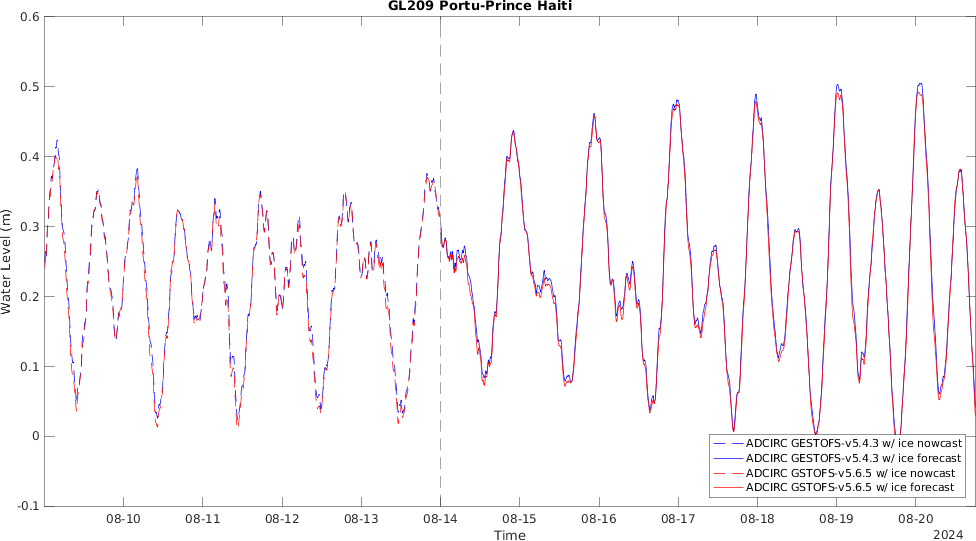 GL209 Portu-Prince Haiti
0.6
0.5
0.4
0.3
0.2
0.1
0
-0.1
Water Level (m)
ADCIRC GESTOFS-v5.4.3 w/ ice nowcast
ADCIRC GESTOFS-v5.4.3 w/ ice forecast
ADCIRC GSTOFS-v5.6.5 w/ ice nowcast
ADCIRC GSTOFS-v5.6.5 w/ ice forecast
08-10 08-11 08-12 08-13 08-14 08-15 08-16 08-17 08-18 08-19 08-20
Time
2024